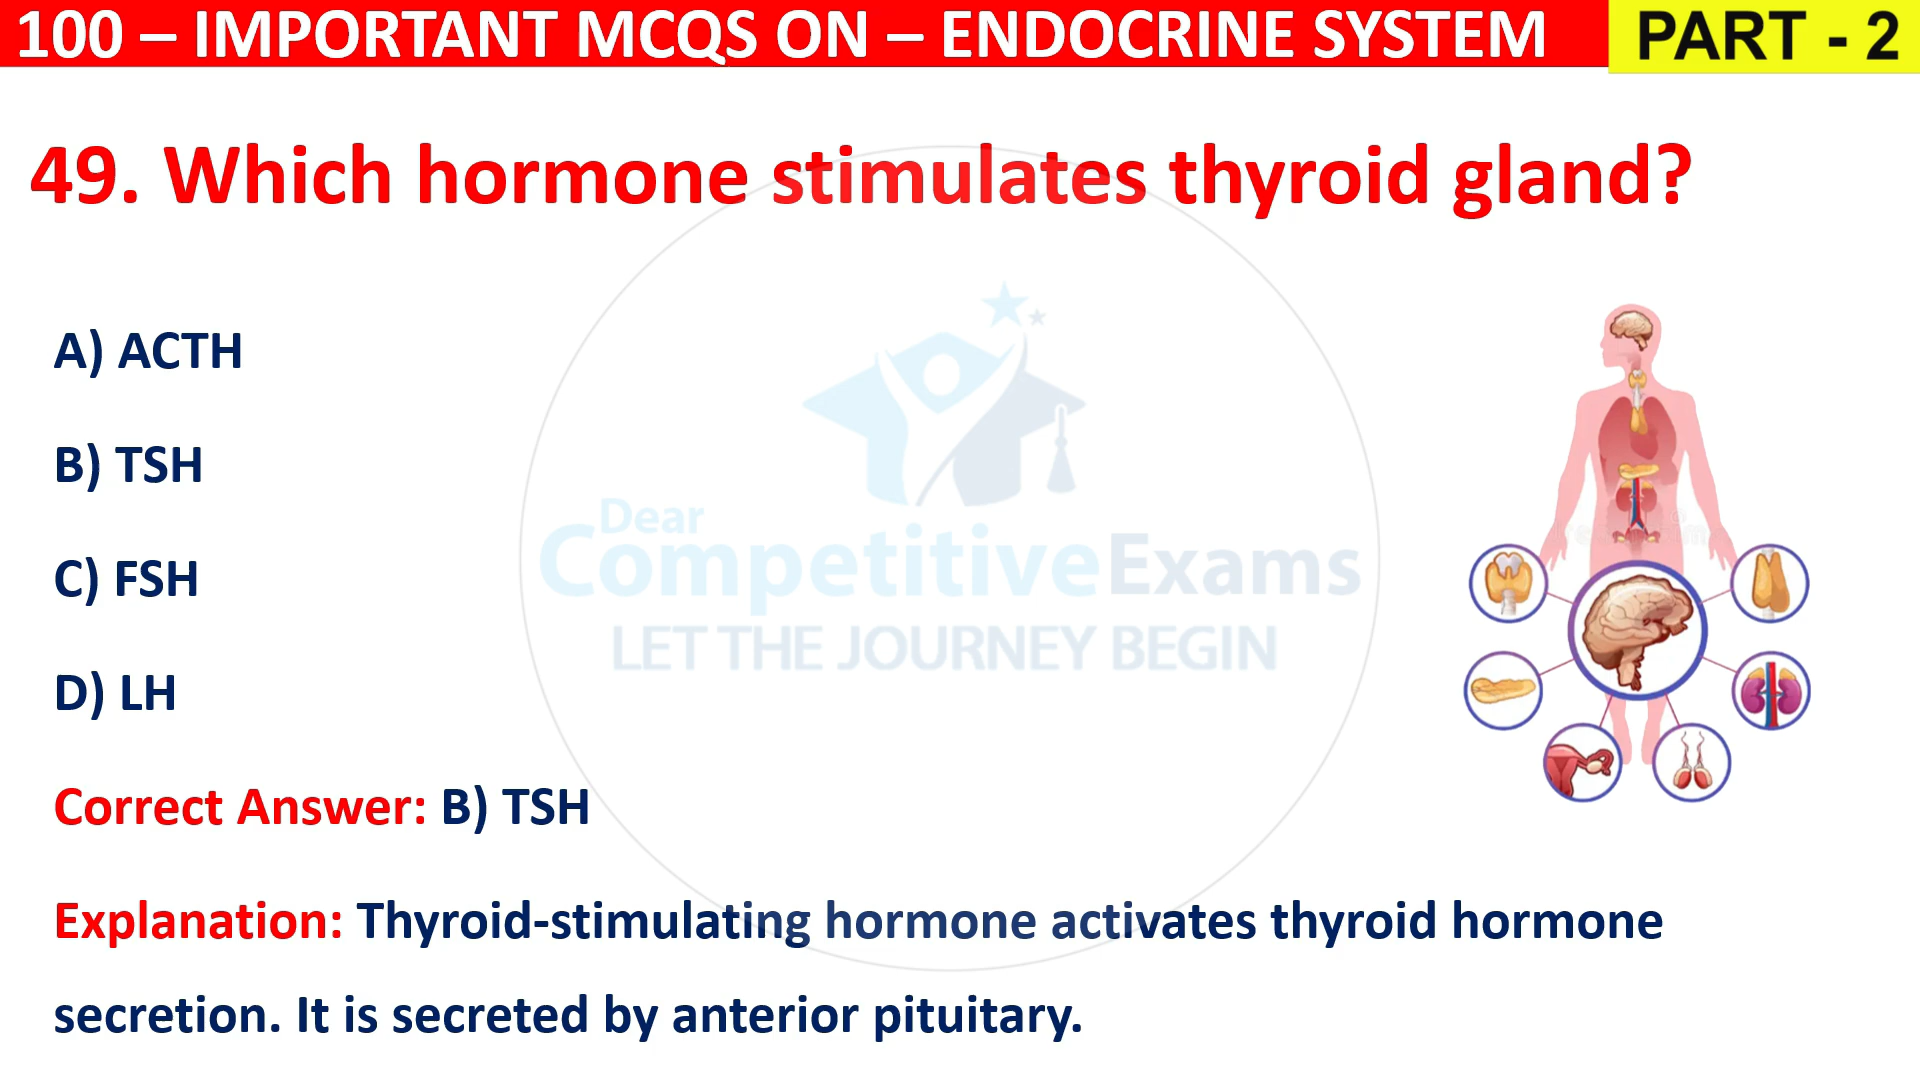 100 – IMPORTANT MCQS ON – ENDOCRINE SYSTEM
PART - 2
49. Which hormone stimulates thyroid gland?
A) ACTH
B) TSH
C) FSH
D) LH
Dear
CompetitiveExams
LET THE JOURNEY BEGIN
Correct Answer: B) TSH
Explanation: Thyroid-stimulating hormone activates thyroid hormone
secretion. It is secreted by anterior pituitary.